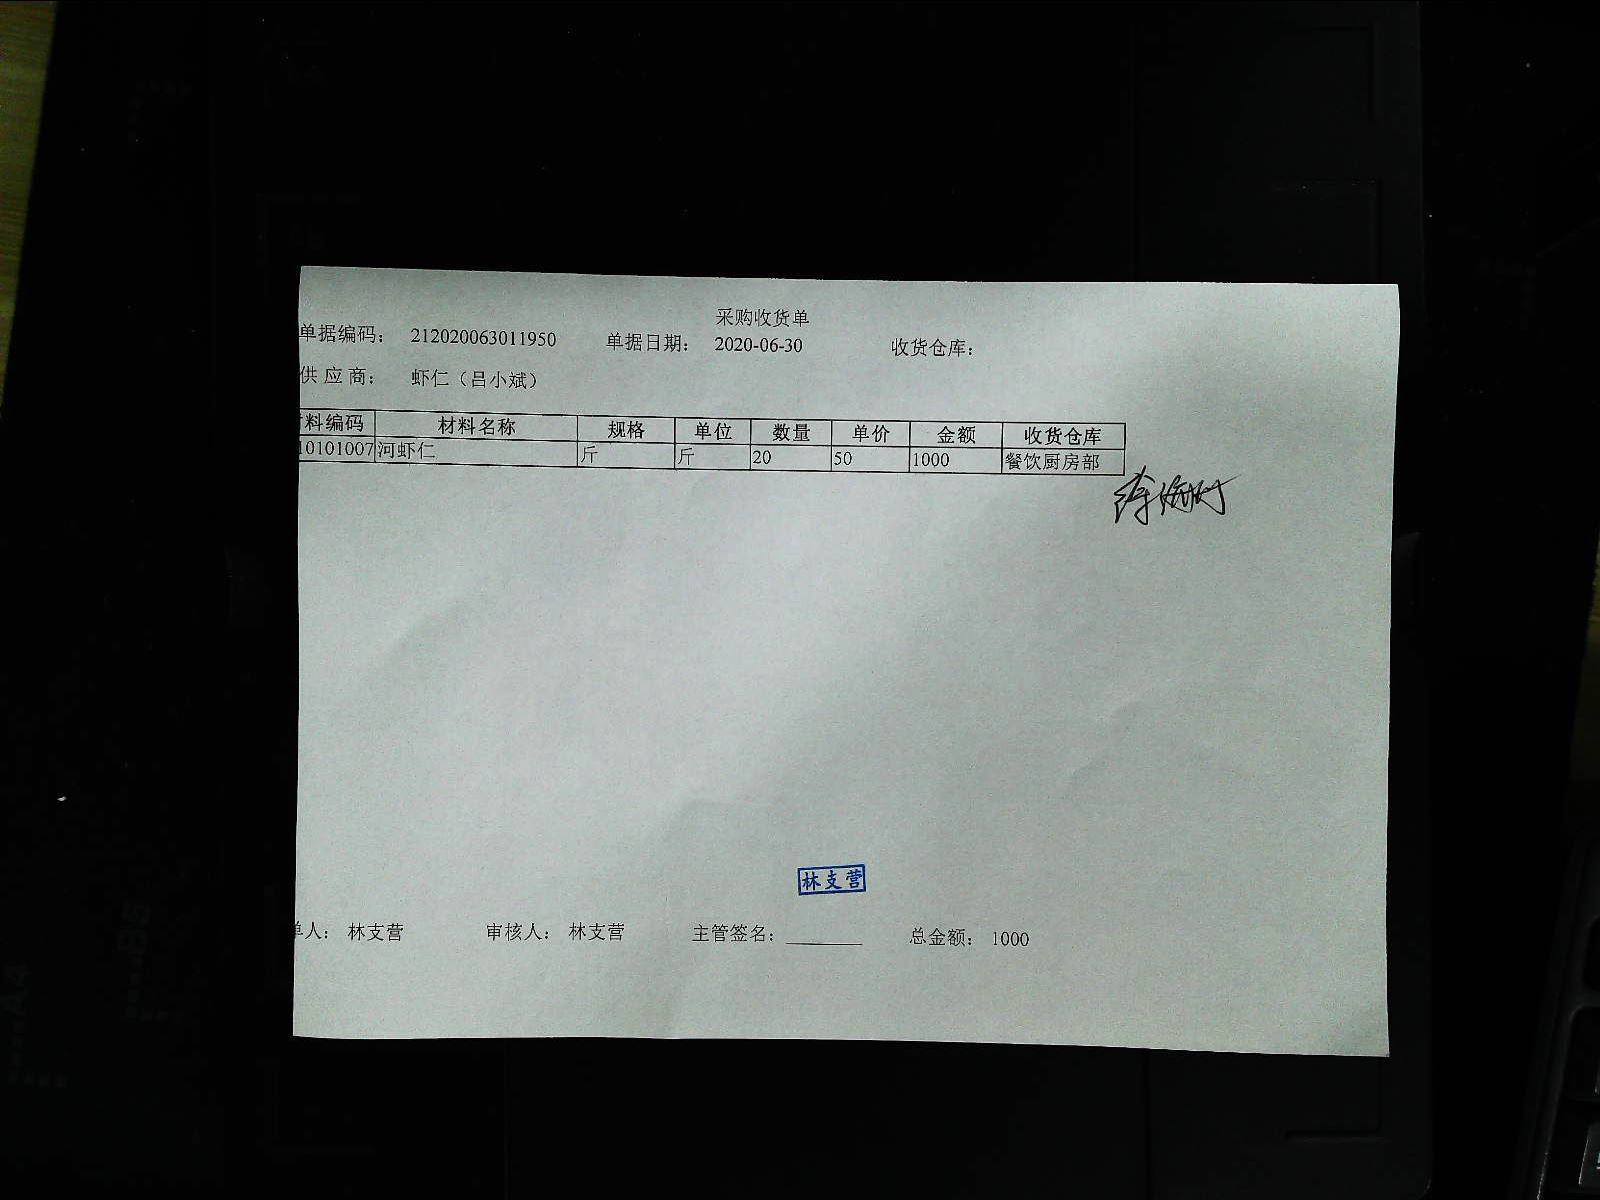 采购收货单
单据编码： 212020063011950 单据日期： 2020-06-30 收货仓库：
供 应 商： 虾仁（吕小斌）
料编码 材料名称 规格 单位 数量 单价 金额 收货仓库
10101007 河虾仁 斤 斤 20 50 1000 餐饮厨房部
林支营
单人： 林支营 审核人： 林支营 主管签名： 总金额： 1000